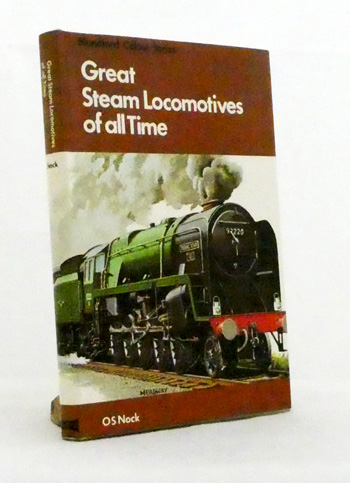 Blandford Colour Series
Great
Steam Locomotives
of all Time
92220
EVENING STAR
OS Nock
Great Steam Locomotives
of all Time
Nock